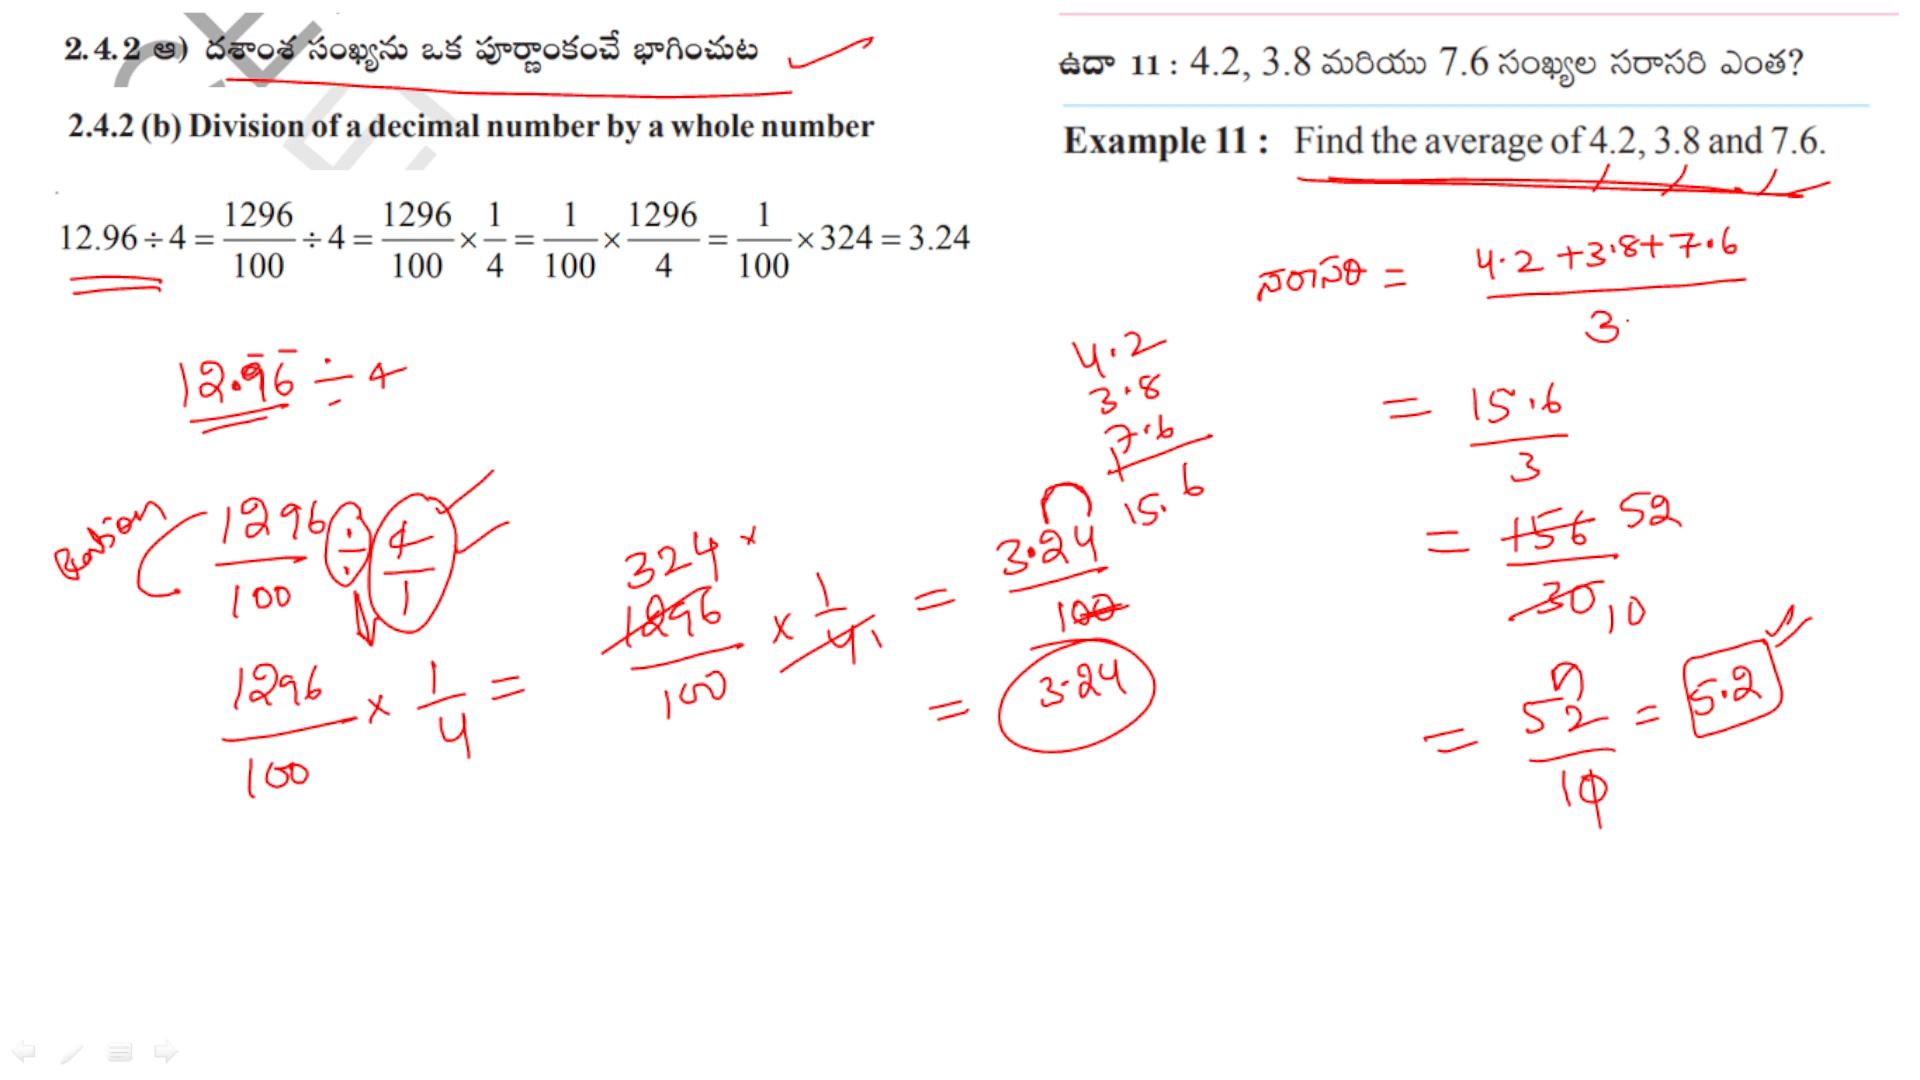 2.4.2 ఆ) దశాంశ సంఖ్యను ఒక పూర్ణాంకంచే భాగించుట
2.4.2 (b) Division of a decimal number by a whole number
12.96 ÷ 4 = 1296/100 ÷ 4 = 1296/100 × 1/4 = 1/100 × 1296/4 = 1/100 × 324 = 3.24
12.96 ÷ 4
1296/100 ÷ 4/1
1296/100 × 1/4 =
324
1296/100 × 1/4 1 = 3.24/100
= 3.24
ఉదా 11 : 4.2, 3.8 మరియు 7.6 సంఖ్యల సరాసరి ఎంత?
Example 11 : Find the average of 4.2, 3.8 and 7.6.
సరాసరి = 4.2 + 3.8 + 7.6 / 3
4.2
3.8
7.6
15.6
= 15.6/3
= 156/30 52 10
= 52/10 = 5.2